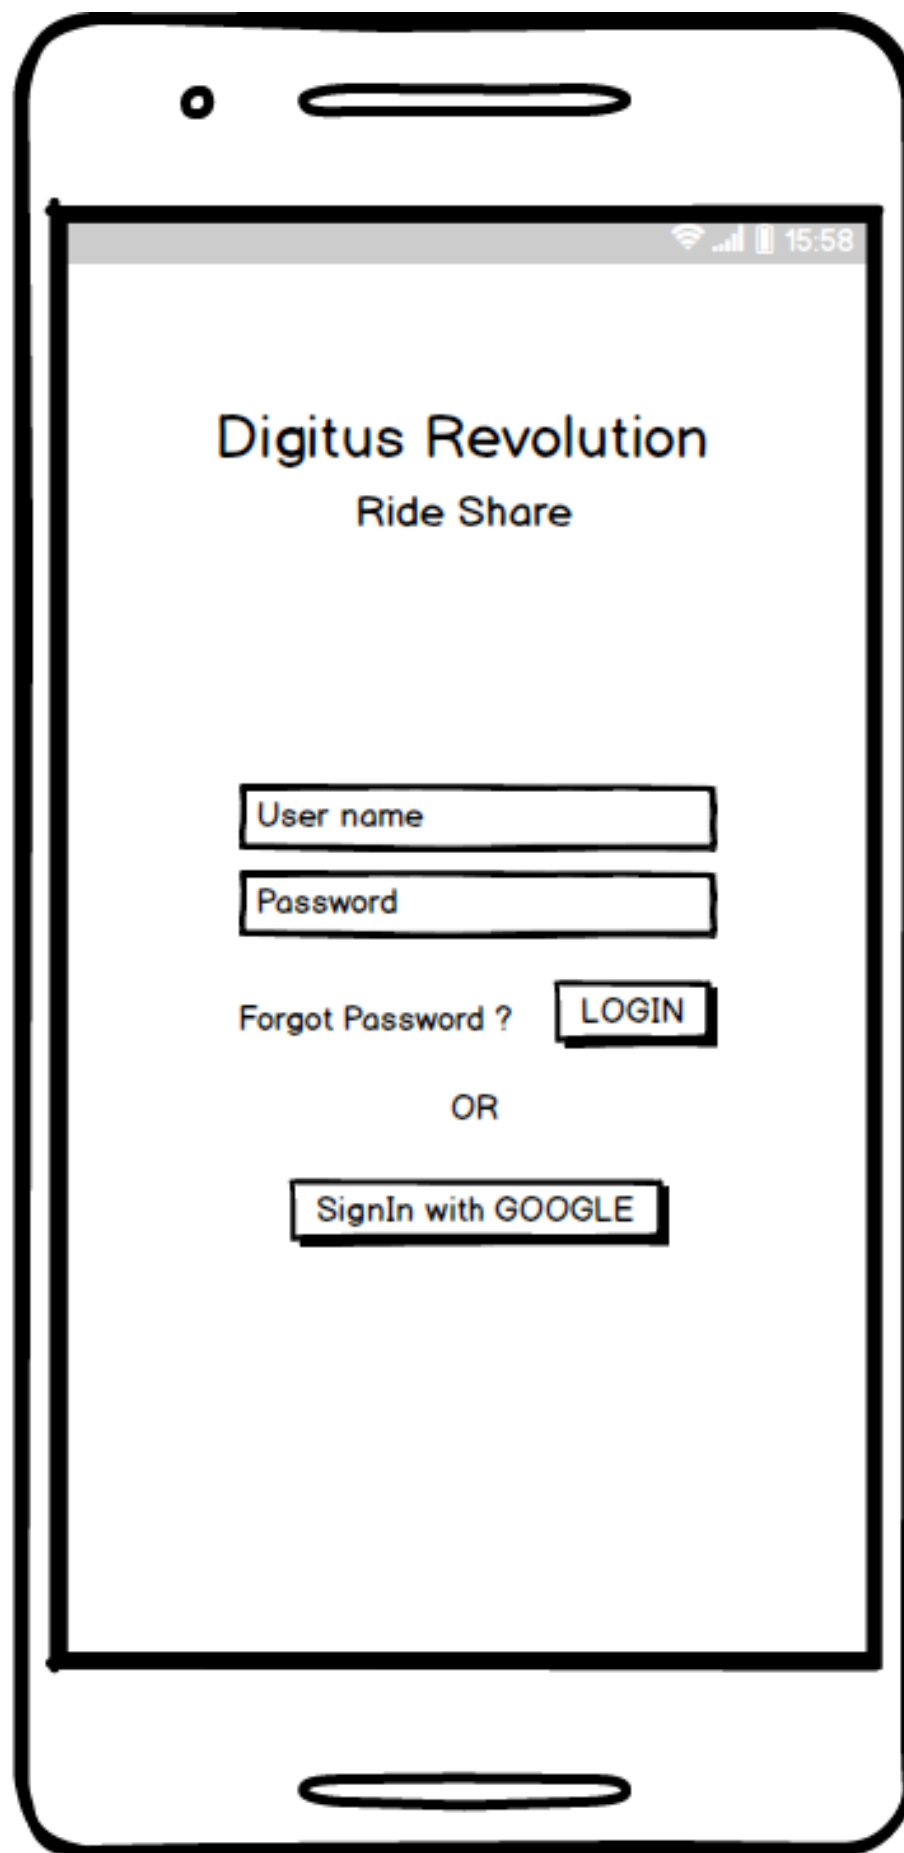 15:58
Digitus Revolution
Ride Share
User name
Password
Forgot Password ? LOGIN
OR
SignIn with GOOGLE